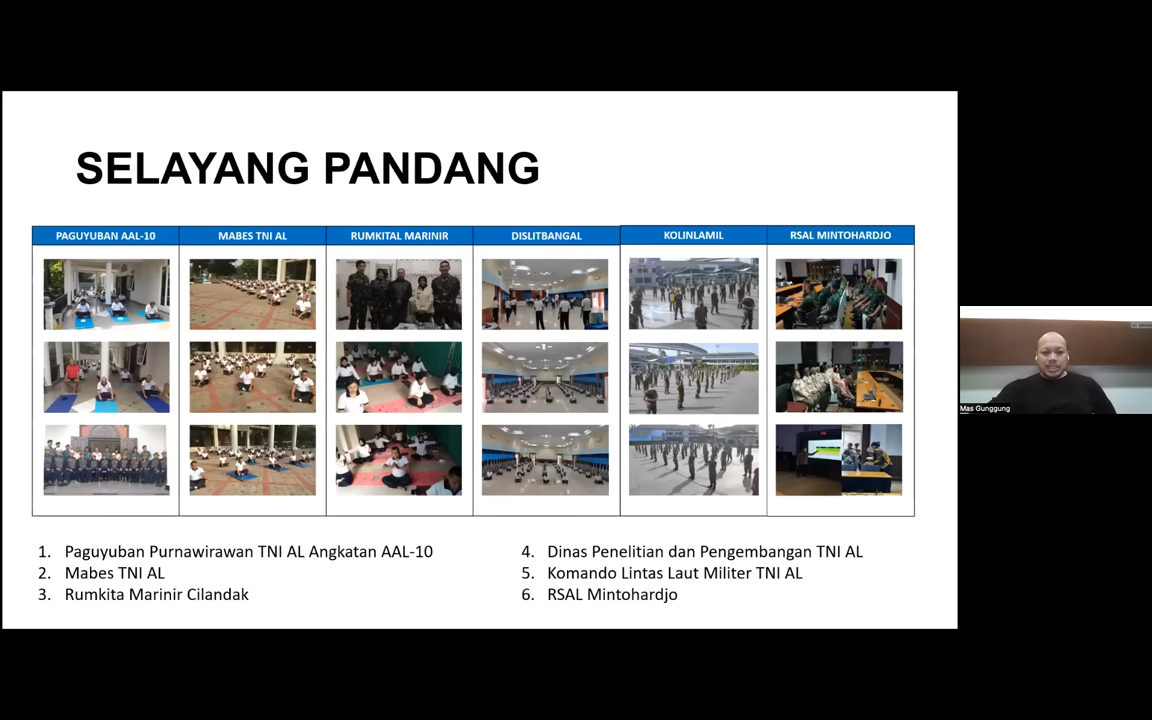 SELAYANG PANDANG
PAGUYUBAN AAL-10
MABES TNI AL
RUMKITAL MARINIR
DISLITBANGAL
KOLINLAMIL
RSAL MINTOHARDJO
1. Paguyuban Purnawirawan TNI AL Angkatan AAL-10
2. Mabes TNI AL
3. Rumkita Marinir Cilandak
4. Dinas Penelitian dan Pengembangan TNI AL
5. Komando Lintas Laut Militer TNI AL
6. RSAL Mintohardjo
Mas Gunggung